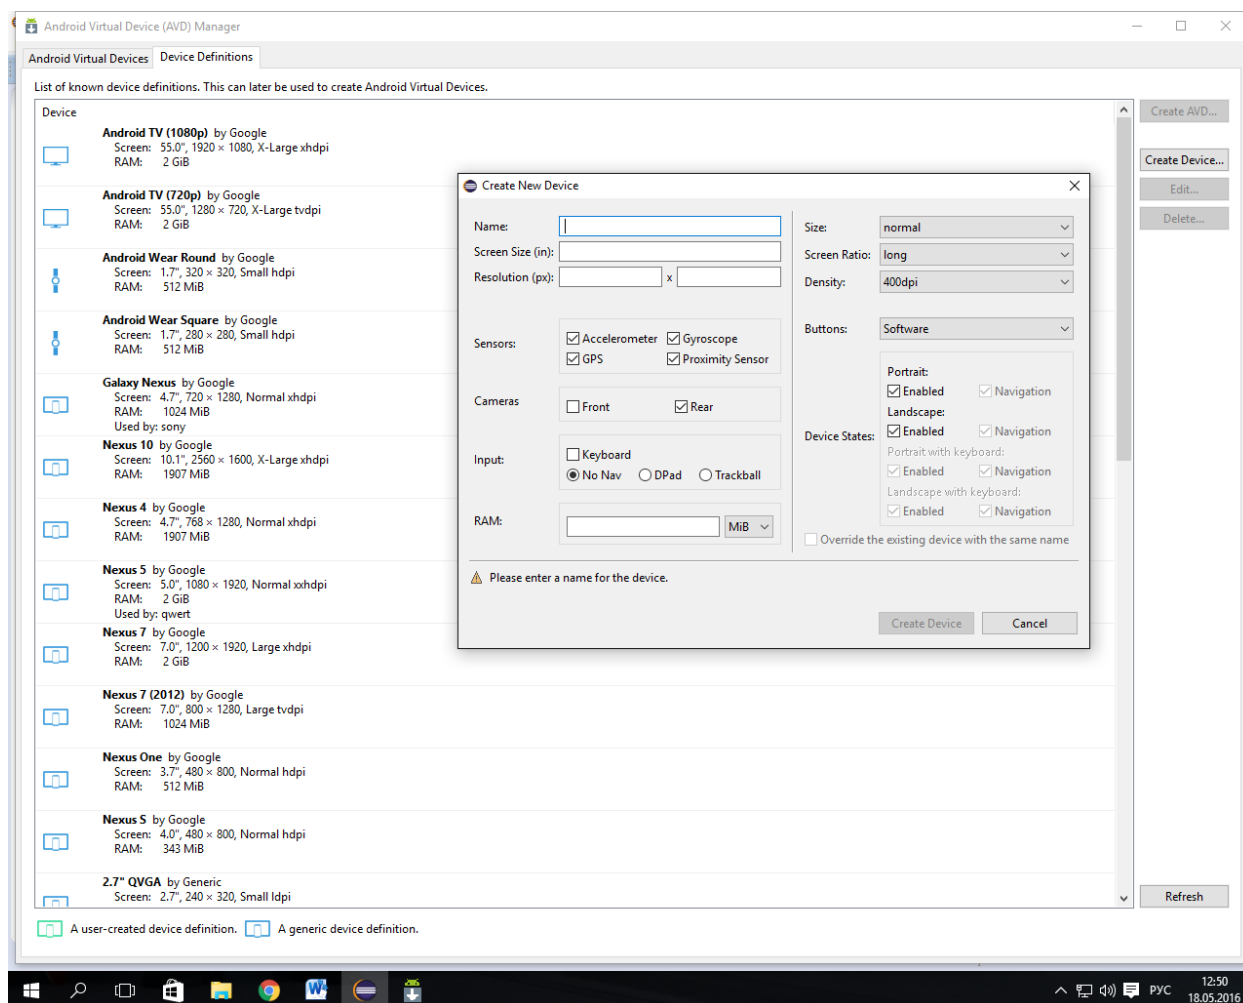 Android Virtual Device (AVD) Manager
Android Virtual Devices
Device Definitions
List of known device definitions. This can later be used to create Android Virtual Devices.
Device
Android TV (1080p) by Google
Screen: 55.0", 1920 × 1080, X-Large xhdpi
RAM: 2 GiB
Android TV (720p) by Google
Screen: 55.0", 1280 × 720, X-Large tvdpi
RAM: 2 GiB
Android Wear Round by Google
Screen: 1.7", 320 × 320, Small hdpi
RAM: 512 MiB
Android Wear Square by Google
Screen: 1.7", 280 × 280, Small hdpi
RAM: 512 MiB
Galaxy Nexus by Google
Screen: 4.7", 720 × 1280, Normal xhdpi
RAM: 1024 MiB
Used by: sony
Nexus 10 by Google
Screen: 10.1", 2560 × 1600, X-Large xhdpi
RAM: 1907 MiB
Nexus 4 by Google
Screen: 4.7", 768 × 1280, Normal xhdpi
RAM: 1907 MiB
Nexus 5 by Google
Screen: 5.0", 1080 × 1920, Normal xxhdpi
RAM: 2 GiB
Used by: qwert
Nexus 7 by Google
Screen: 7.0", 1200 × 1920, Large xhdpi
RAM: 2 GiB
Nexus 7 (2012) by Google
Screen: 7.0", 800 × 1280, Large tvdpi
RAM: 1024 MiB
Nexus One by Google
Screen: 3.7", 480 × 800, Normal hdpi
RAM: 512 MiB
Nexus S by Google
Screen: 4.0", 480 × 800, Normal hdpi
RAM: 343 MiB
2.7" QVGA by Generic
Screen: 2.7", 240 × 320, Small ldpi
A user-created device definition. A generic device definition.
Create AVD...
Create Device...
Edit...
Delete...
Refresh
Create New Device
Name:
Screen Size (in):
Resolution (px): x
Sensors:
Accelerometer Gyroscope
GPS Proximity Sensor
Cameras
Front Rear
Input:
Keyboard
No Nav DPad Trackball
RAM:
MiB
Size: normal
Screen Ratio: long
Density: 400dpi
Buttons: Software
Device States:
Portrait:
Enabled Navigation
Landscape:
Enabled Navigation
Portrait with keyboard:
Enabled Navigation
Landscape with keyboard:
Enabled Navigation
Override the existing device with the same name
Please enter a name for the device.
Create Device
Cancel
РУС
12:50
18.05.2016